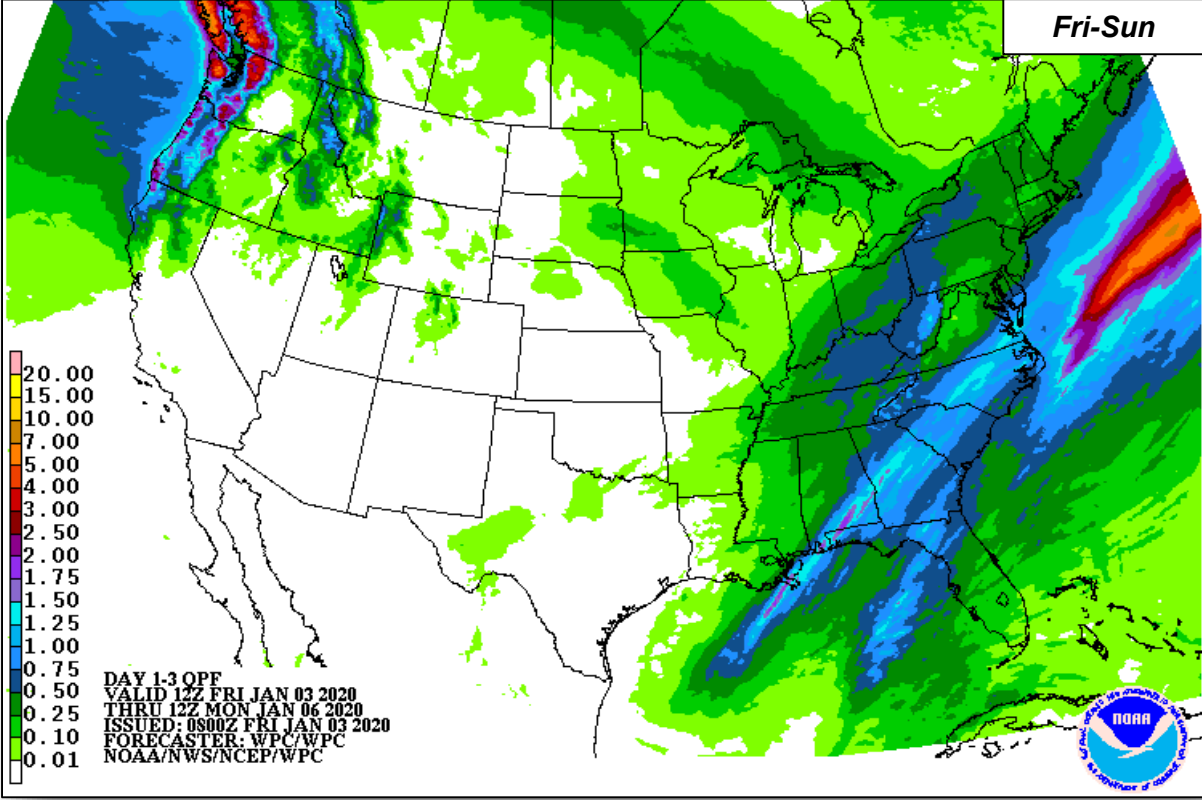 Fri-Sun
20.00
15.00
10.00
7.00
5.00
4.00
3.00
2.50
2.00
1.75
1.50
1.25
1.00
0.75
0.50
0.25
0.10
0.01
DAY 1-3 QPF
VALID 12Z FRI JAN 03 2020
THRU 12Z MON JAN 06 2020
ISSUED: 0800Z FRI JAN 03 2020
FORECASTER: WPC/WPC
NOAA/NWS/NCEP/WPC
NOAA